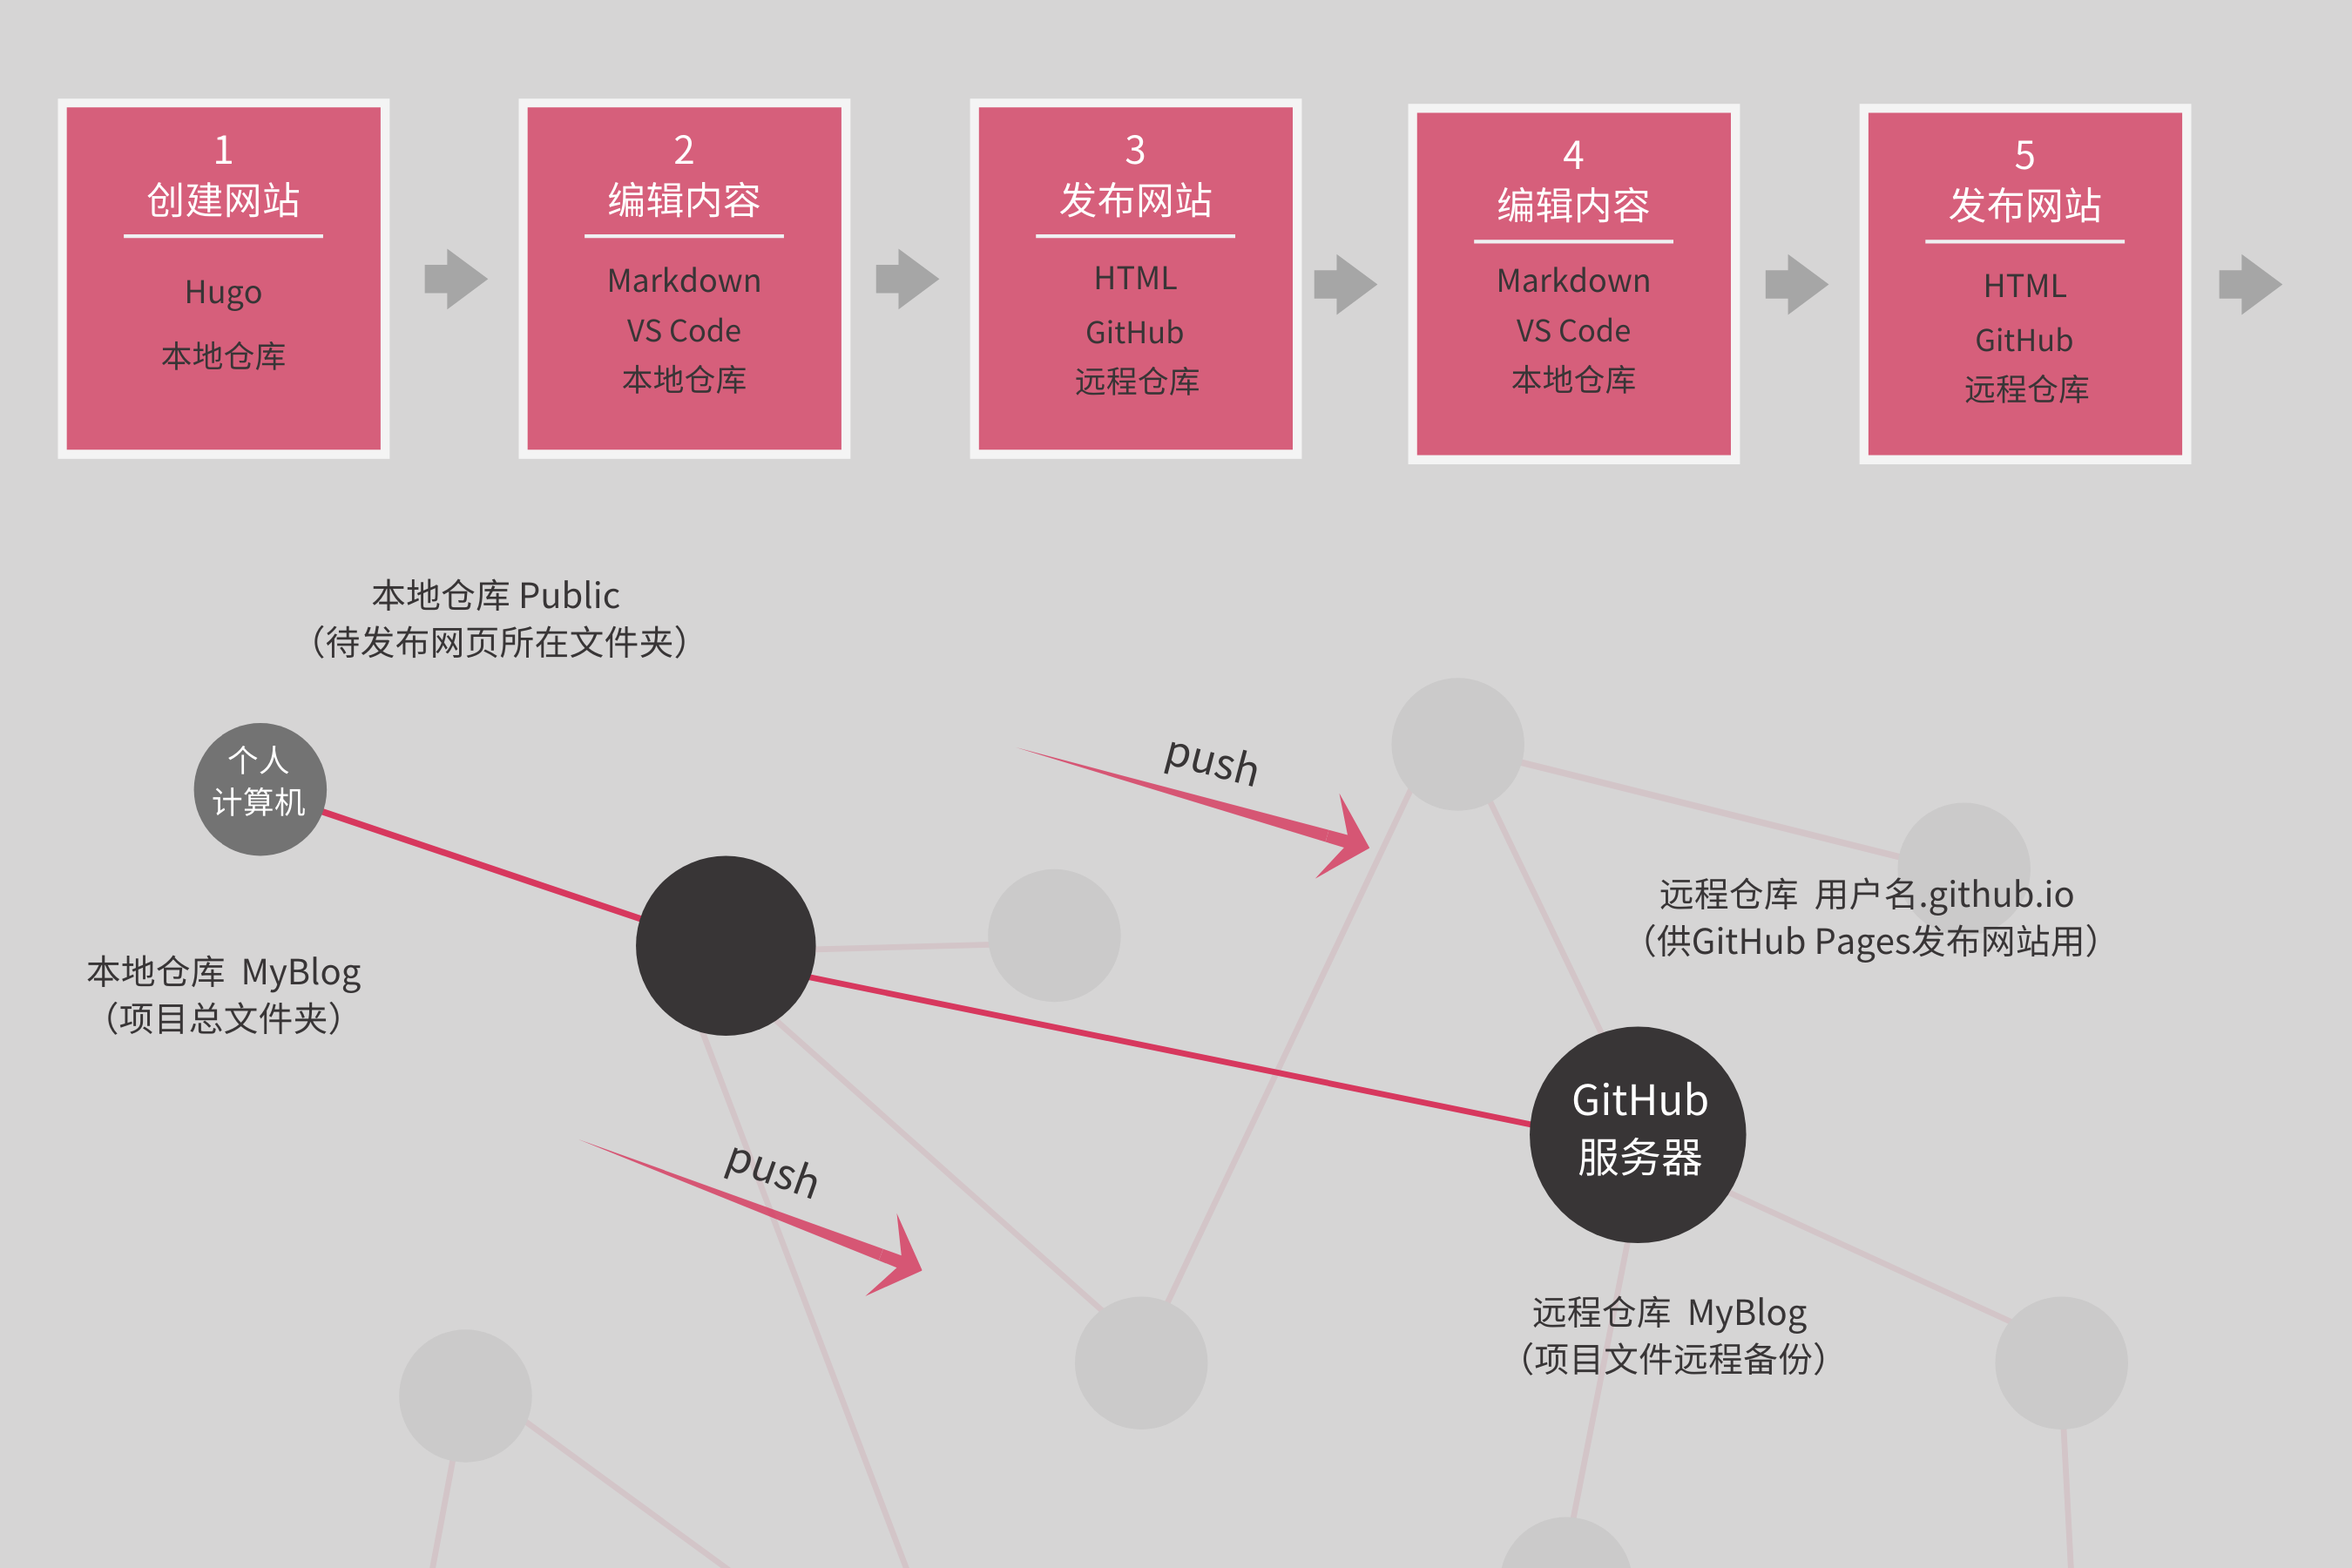 1
创建网站
Hugo
本地仓库
2
编辑内容
Markdown
VS Code
本地仓库
3
发布网站
HTML
GitHub
远程仓库
4
编辑内容
Markdown
VS Code
本地仓库
5
发布网站
HTML
GitHub
远程仓库
本地仓库 Public
（待发布网页所在文件夹）
个人
计算机
push
远程仓库 用户名.github.io
（供GitHub Pages发布网站用）
本地仓库 MyBlog
（项目总文件夹）
GitHub
服务器
push
远程仓库 MyBlog
（项目文件远程备份）